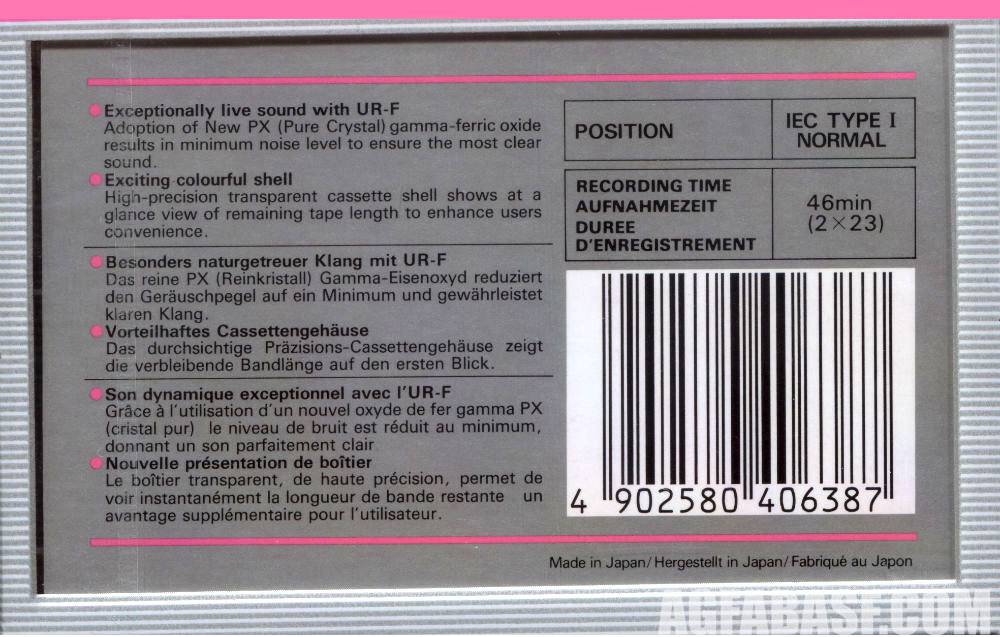 Exceptionally live sound with UR-F
Adoption of New PX (Pure Crystal) gamma-ferric oxide
results in minimum noise level to ensure the most clear
sound.
Exciting colourful shell
High-precision transparent cassette shell shows at a
glance view of remaining tape length to enhance users
convenience.
Besonders naturgetreuer Klang mit UR-F
Das reine PX (Reinkristall) Gamma-Eisenoxyd reduziert
den Geräuschpegel auf ein Minimum und gewährleistet
klaren Klang.
Vorteilhaftes Cassettengehäuse
Das durchsichtige Präzisions-Cassettengehäuse zeigt
die verbleibende Bandlänge auf den ersten Blick.
Son dynamique exceptionnel avec l'UR-F
Grâce à l'utilisation d'un nouvel oxyde de fer gamma PX
(cristal pur) le niveau de bruit est réduit au minimum,
donnant un son parfaitement clair
Nouvelle présentation de boîtier
Le boîtier transparent, de haute précision, permet de
voir instantanément la longueur de bande restante un
avantage supplémentaire pour l'utilisateur.
POSITION
IEC TYPE I
NORMAL
RECORDING TIME
AUFNAHMEZEIT
DUREE
D'ENREGISTREMENT
46min
(2×23)
4 902580 406387
Made in Japan/Hergestellt in Japan/Fabriqué au Japon
AGFABASE.COM